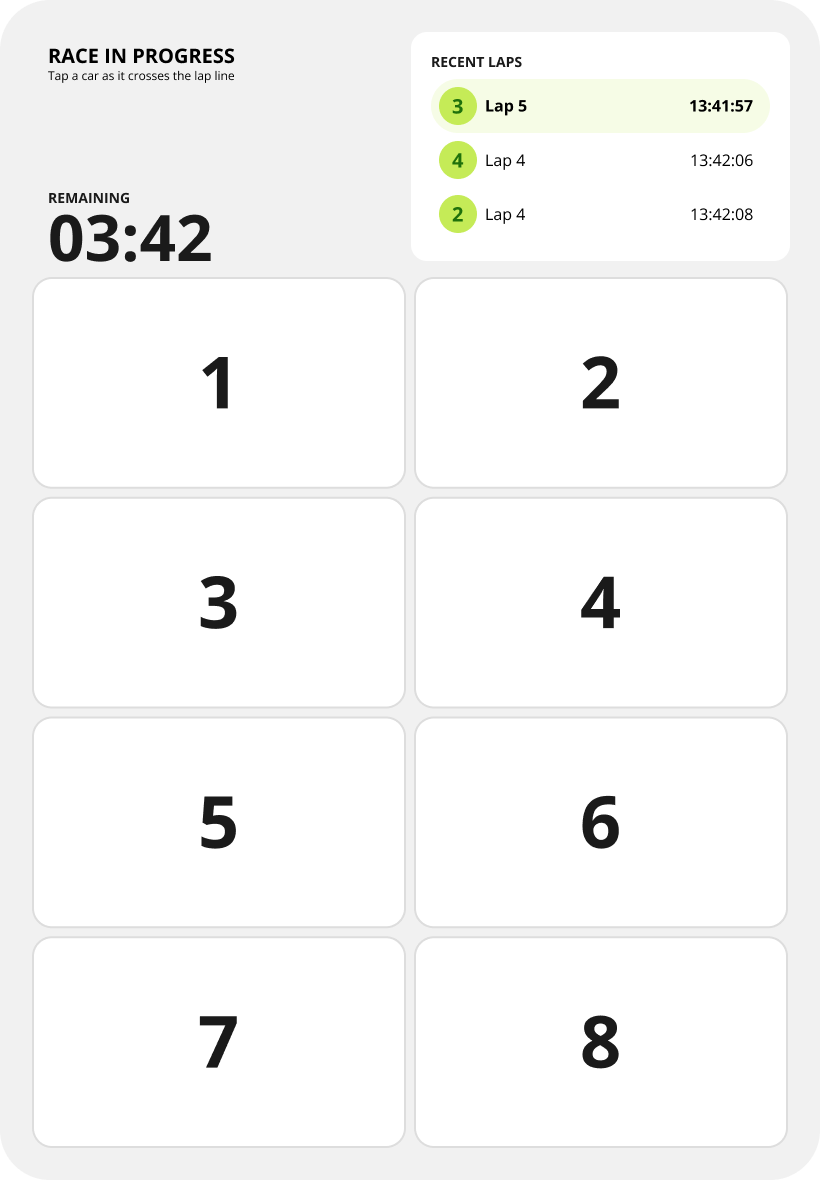 RACE IN PROGRESS
Tap a car as it crosses the lap line
REMAINING
03:42
RECENT LAPS
3 Lap 5 13:41:57
4 Lap 4 13:42:06
2 Lap 4 13:42:08
1 2
3 4
5 6
7 8